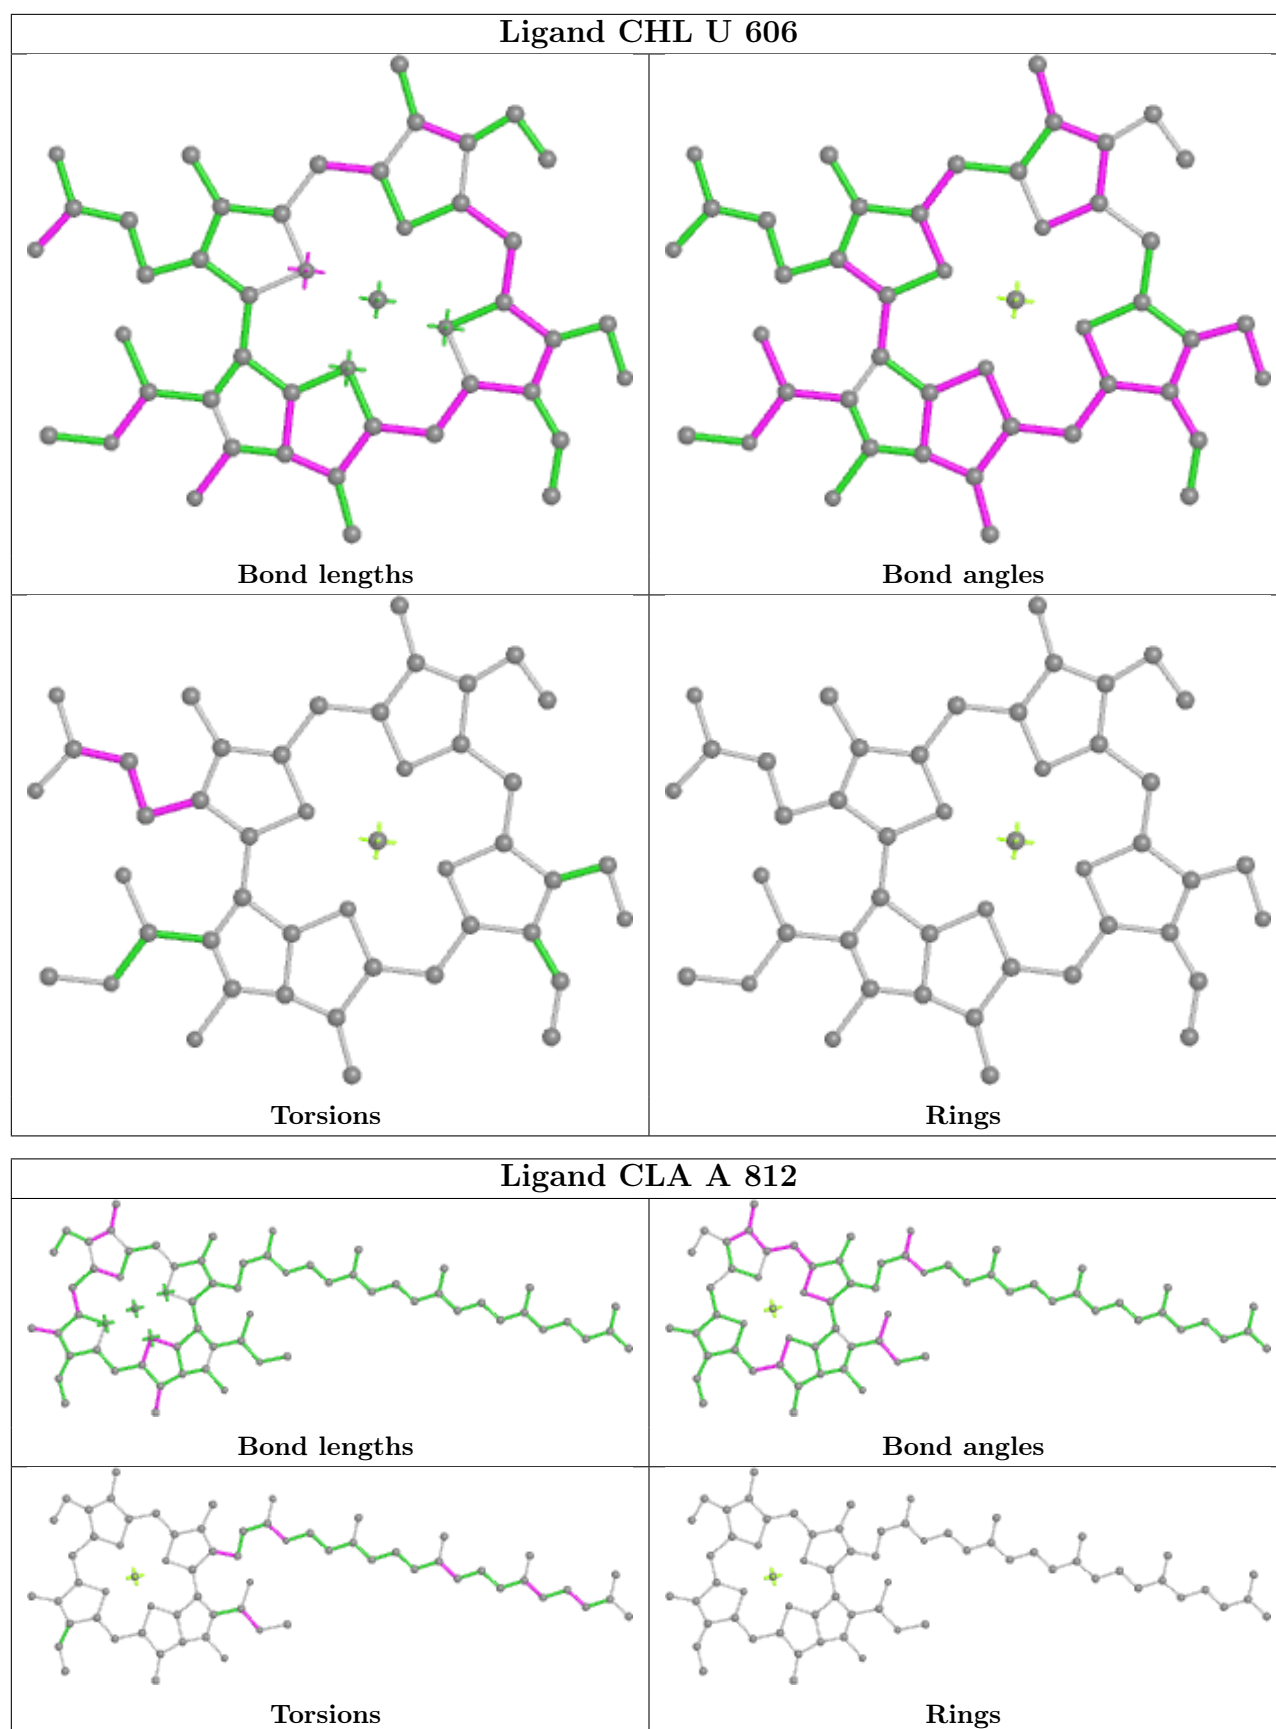 Ligand CHL U 606
Bond lengths
Bond angles
Torsions
Rings
Ligand CLA A 812
Bond lengths
Bond angles
Torsions
Rings